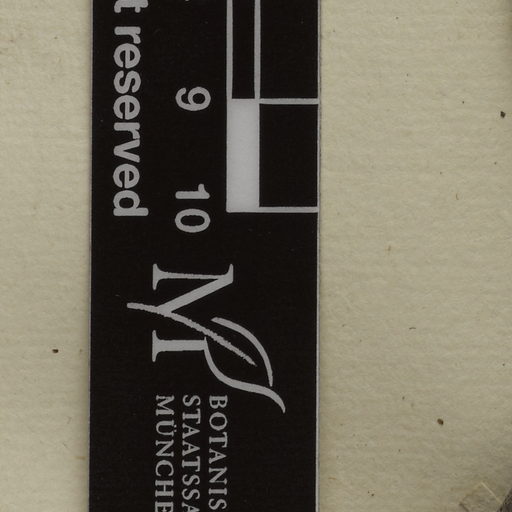 t reserved
9
10
M
BOTANIS
STAATSSA
MÜNCHE